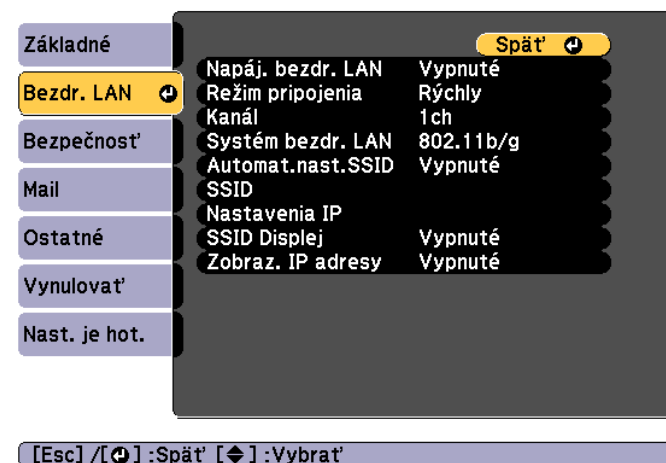 Základné
Bezdr. LAN
Bezpečnosť
Mail
Ostatné
Vynulovať
Nast. je hot.
Späť
Napáj. bezdr. LAN Vypnuté
Režim pripojenia Rýchly
Kanál 1ch
Systém bezdr. LAN 802.11b/g
Automat.nast.SSID Vypnuté
SSID
Nastavenia IP
SSID Displej Vypnuté
Zobraz. IP adresy Vypnuté
[Esc] /[⏎] :Späť [◆] :Vybrať